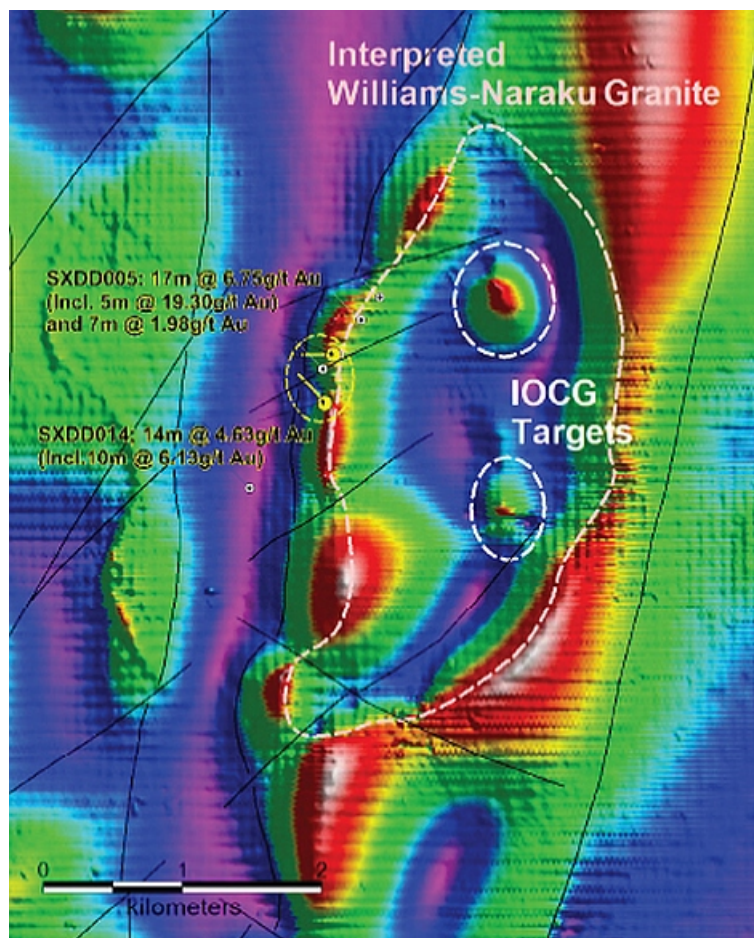 Interpreted
Williams-Naraku Granite
SXDD005: 17m @ 6.75g/t Au
(Incl. 5m @ 19.30g/t Au)
and 7m @ 1.98g/t Au
IOCG
Targets
SXDD014: 14m @ 4.63g/t Au
(Incl.10m @ 6.13g/t Au)
0 1 2
kilometers